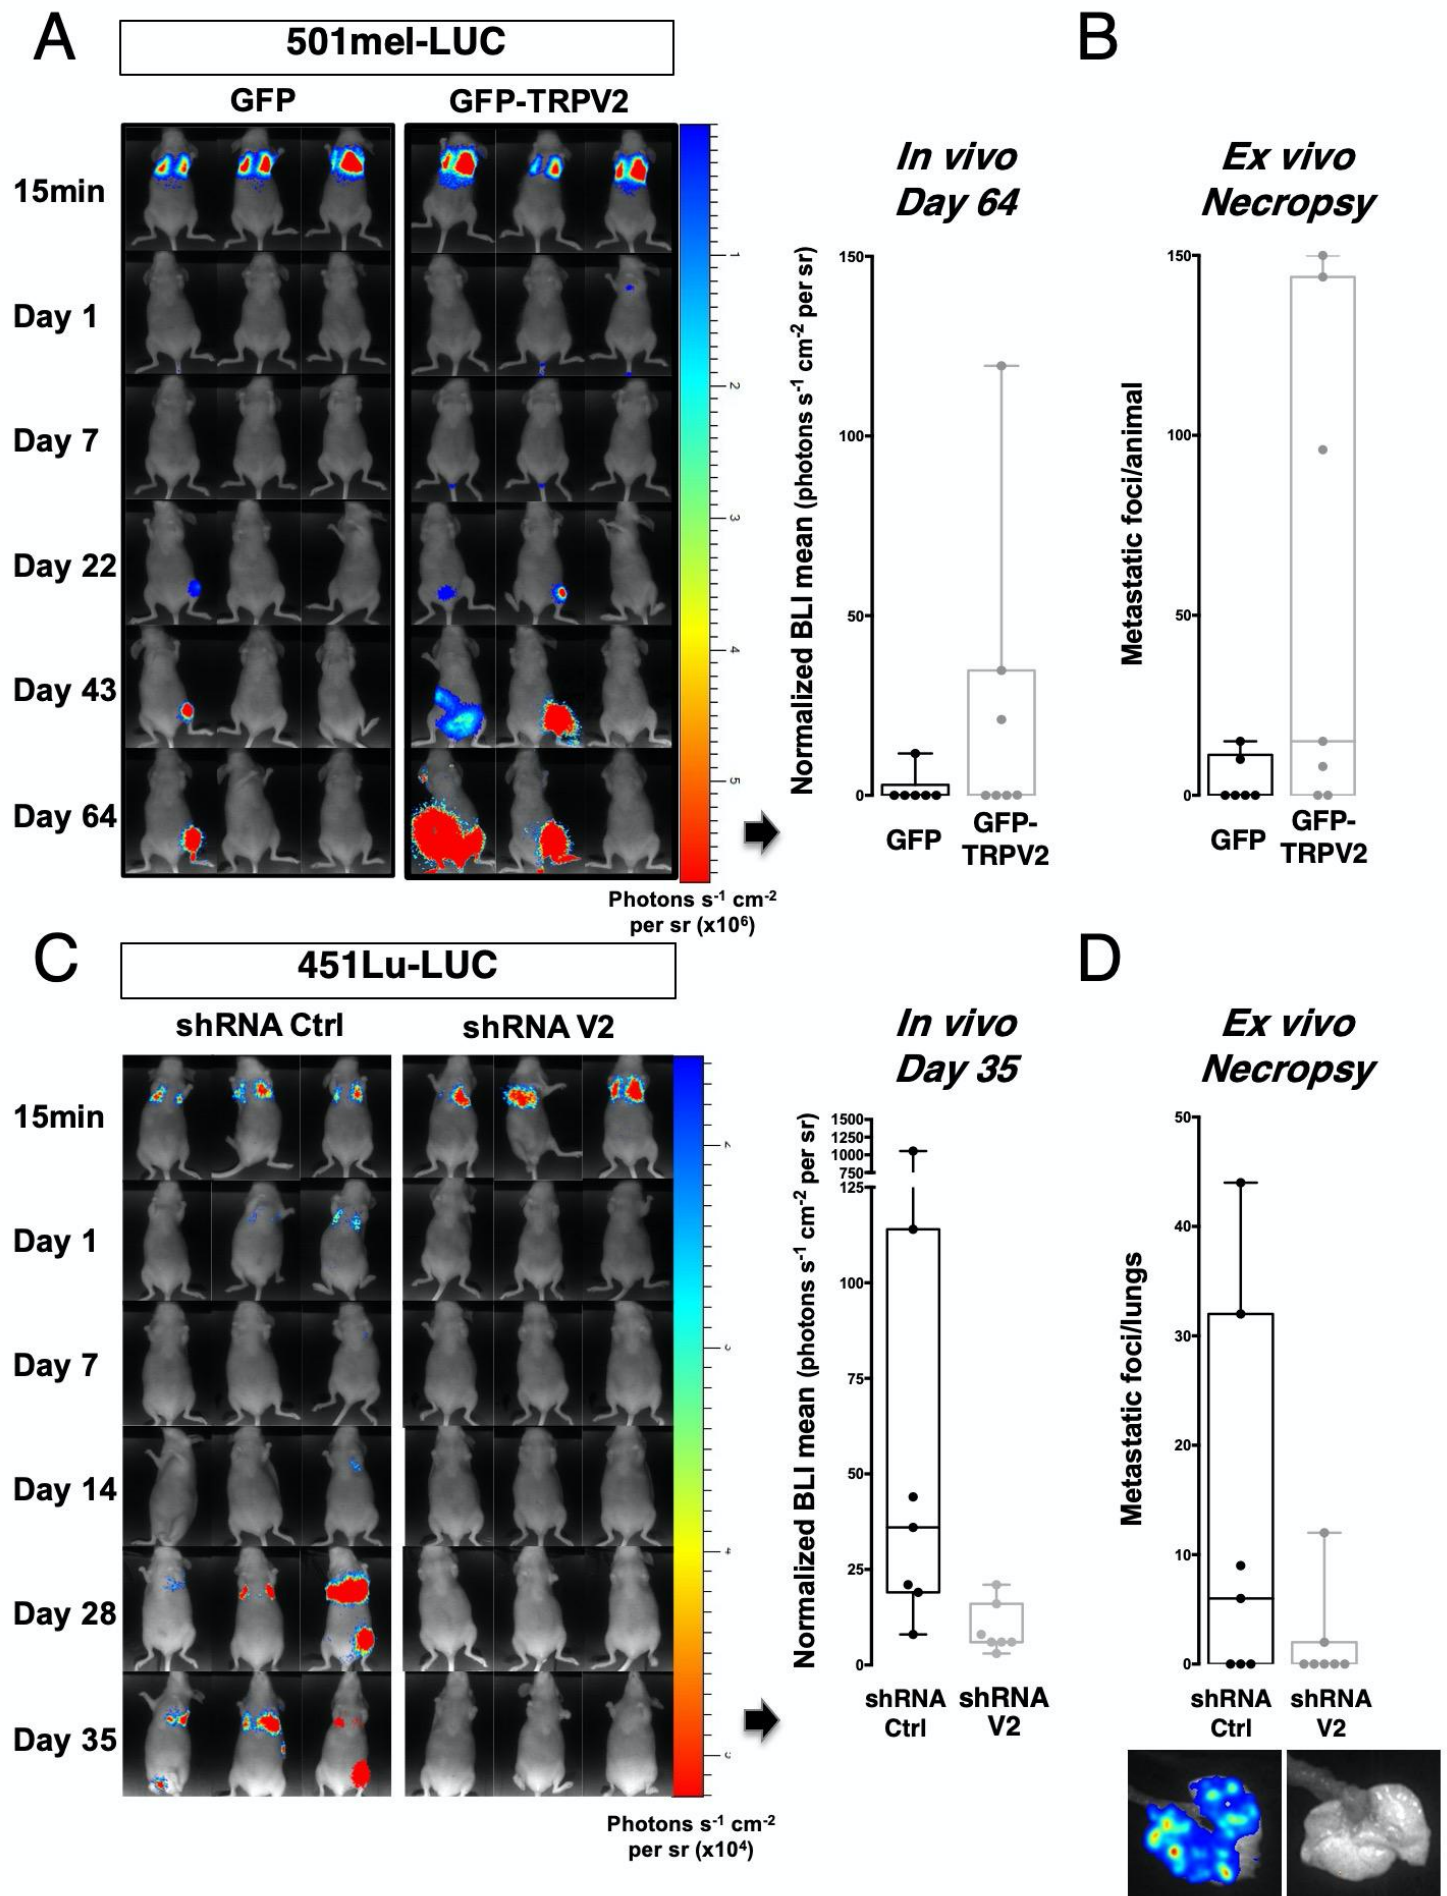 A
501mel-LUC
GFP
GFP-TRPV2
15min
Day 1
Day 7
Day 22
Day 43
Day 64
1
2
3
4
5
Photons s-1 cm-2
per sr (x10⁶)
In vivo
Day 64
Normalized BLI mean (photons s-1 cm-2 per sr)
150
100
50
0
GFP
GFP-
TRPV2
B
Ex vivo
Necropsy
Metastatic foci/animal
150
100
50
0
GFP
GFP-
TRPV2
C
451Lu-LUC
shRNA Ctrl
shRNA V2
15min
Day 1
Day 7
Day 14
Day 28
Day 35
4
Photons s-1 cm-2
per sr (x10⁴)
In vivo
Day 35
Normalized BLI mean (photons s-1 cm-2 per sr)
1500
1250
1000
750
125
100
75
50
25
0
shRNA
Ctrl
shRNA
V2
D
Ex vivo
Necropsy
Metastatic foci/lungs
50
40
30
20
10
0
shRNA
Ctrl
shRNA
V2